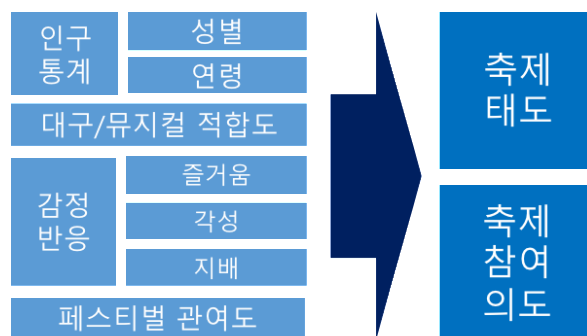 인구
통계
성별
연령
대구/뮤지컬 적합도
감정
반응
즐거움
각성
지배
페스티벌 관여도
축제
태도
축제
참여
의도